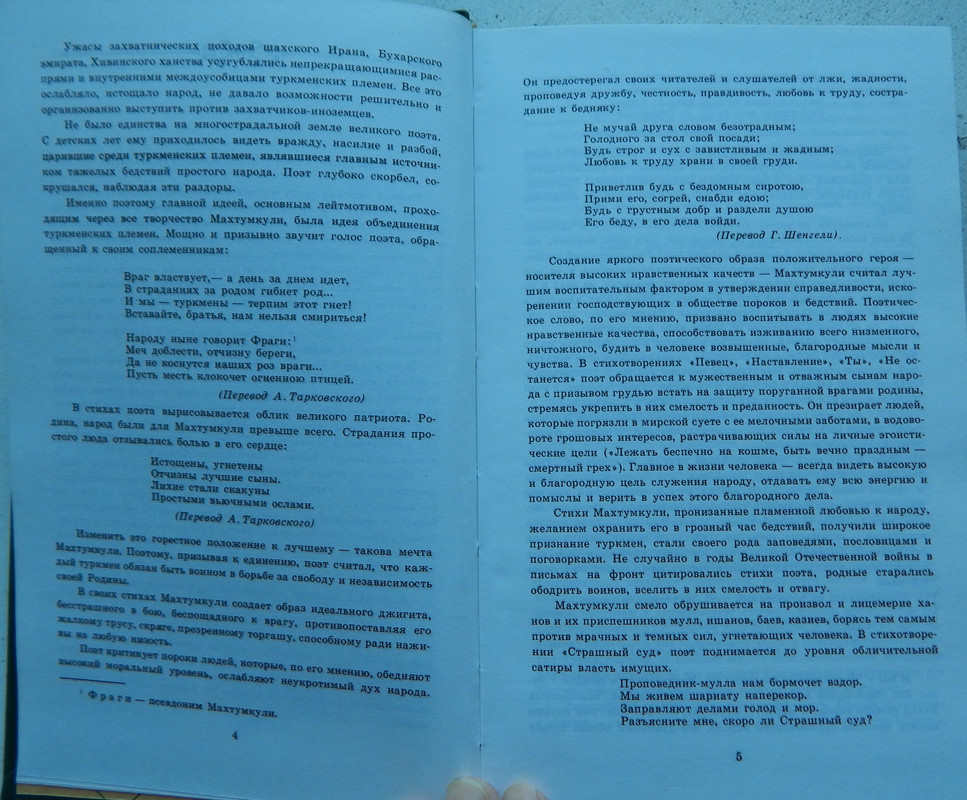 Ужасы захватнических походов шахского Ирана, Бухарского
эмирата, Хивинского ханства усугублялись непрекращающимися рас-
прями и внутренними междоусобицами туркменских племен. Все это
ослабляло, истощало народ, не давало возможности решительно и
организованно выступить против захватчиков-иноземцев.
Не было единства на многострадальной земле великого поэта.
С детских лет ему приходилось видеть вражду, насилие и разбой,
царившие среди туркменских племен, являвшиеся главным источни-
ком тяжелых бедствий простого народа. Поэт глубоко скорбел, со-
крушался, наблюдая эти раздоры.
Именно поэтому главной идеей, основным лейтмотивом, прохо-
дящим через все творчество Махтумкули, была идея объединения
туркменских племен. Мощно и призывно звучит голос поэта, обра-
щенный к своим соплеменникам:
Враг властвует,— а день за днем идет,
В страданиях за родом гибнет род...
И мы — туркмены — терпим этот гнет!
Вставайте, братья, нам нельзя смириться!
Народу ныне говорит Фраги:¹
Меч доблести, отчизну береги,
Да не коснутся наших роз враги...
Пусть месть клокочет огненною птицей.
(Перевод А. Тарковского)
В стихах поэта вырисовывается облик великого патриота. Ро-
дина, народ были для Махтумкули превыше всего. Страдания про-
стого люда отзывались болью в его сердце:
Истощены, угнетены
Отчизны лучшие сыны.
Лихие стали скакуны
Простыми вьючными ослами.
(Перевод А. Тарковского)
Изменить это горестное положение к лучшему — такова мечта
Махтумкули. Поэтому, призывая к единению, поэт считал, что каж-
дый туркмен обязан быть воином в борьбе за свободу и независимость
своей Родины.
В своих стихах Махтумкули создает образ идеального джигита,
бесстрашного в бою, беспощадного к врагу, противопоставляя его
жалкому трусу, скряге, презренному торгашу, способному ради нажи-
вы на любую низость.
Поэт критикует пороки людей, которые, по его мнению, обедняют
высокий моральный уровень, ослабляют неукротимый дух народа.
¹ Фраги — псевдоним Махтумкули.
4
Он предостерегал своих читателей и слушателей от лжи, жадности,
проповедуя дружбу, честность, правдивость, любовь к труду, состра-
дание к бедняку:
Не мучай друга словом безотрадным;
Голодного за стол свой посади;
Будь строг и сух с завистливым и жадным;
Любовь к труду храни в своей груди.
Приветлив будь с бездомным сиротою,
Прими его, согрей, снабди едою;
Будь с грустным добр и раздели душою
Его беду, в его дела войди.
(Перевод Г. Шенгели).
Создание яркого поэтического образа положительного героя —
носителя высоких нравственных качеств — Махтумкули считал луч-
шим воспитательным фактором в утверждении справедливости, иско-
ренении господствующих в обществе пороков и бедствий. Поэтичес-
кое слово, по его мнению, призвано воспитывать в людях высокие
нравственные качества, способствовать изживанию всего низменного,
ничтожного, будить в человеке возвышенные, благородные мысли и
чувства. В стихотворениях «Певец», «Наставление», «Ты», «Не ос-
танется» поэт обращается к мужественным и отважным сынам наро-
да с призывом грудью встать на защиту поруганной врагами родины,
стремясь укрепить в них смелость и преданность. Он презирает людей,
которые погрязли в мирской суете с ее мелочными заботами, в водово-
роте грошовых интересов, растрачивающих силы на личные эгоисти-
ческие цели («Лежать беспечно на кошме, быть вечно праздным —
смертный грех»). Главное в жизни человека — всегда видеть высокую
и благородную цель служения народу, отдавать ему всю энергию и
помыслы и верить в успех этого благородного дела.
Стихи Махтумкули, пронизанные пламенной любовью к народу,
желанием охранить его в грозный час бедствий, получили широкое
признание туркмен, стали своего рода заповедями, пословицами и
поговорками. Не случайно в годы Великой Отечественной войны в
письмах на фронт цитировались стихи поэта, родные старались
ободрить воинов, вселить в них смелость и отвагу.
Махтумкули смело обрушивается на произвол и лицемерие ха-
нов и их приспешников мулл, ишанов, баев, казиев, борясь тем самым
против мрачных и темных сил, угнетающих человека. В стихотворе-
нии «Страшный суд» поэт поднимается до уровня обличительной
сатиры власть имущих.
Проповедник-мулла нам бормочет вздор.
Мы живем шариату наперекор.
Заправляют делами голод и мор.
Разъясните мне, скоро ли Страшный суд?
5